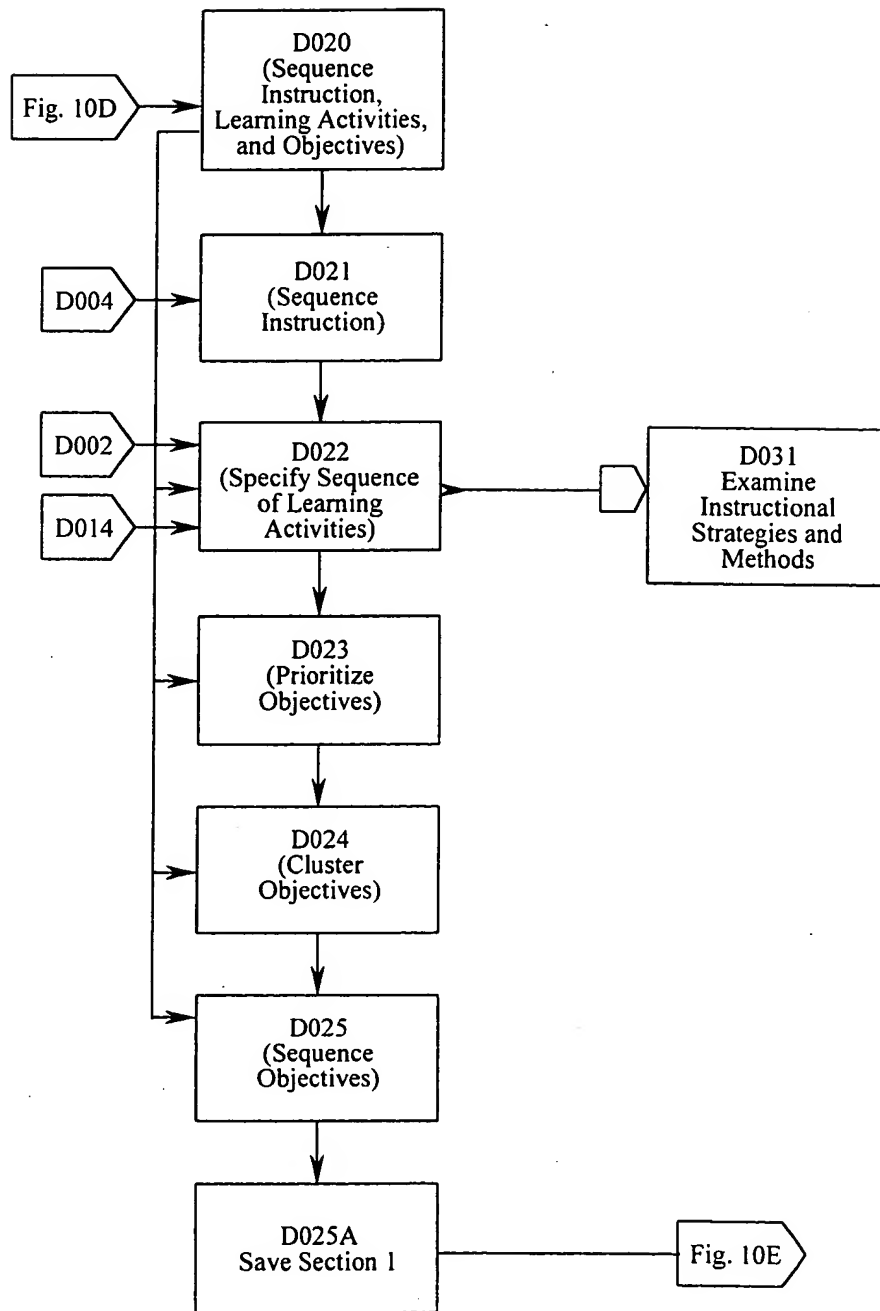 D020
(Sequence
Instruction,
Learning Activities,
and Objectives)
Fig. 10D
D021
(Sequence
Instruction)
D004
D002
D022
(Specify Sequence
of Learning
Activities)
D014
D031
Examine
Instructional
Strategies and
Methods
D023
(Prioritize
Objectives)
D024
(Cluster
Objectives)
D025
(Sequence
Objectives)
D025A
Save Section 1
Fig. 10E